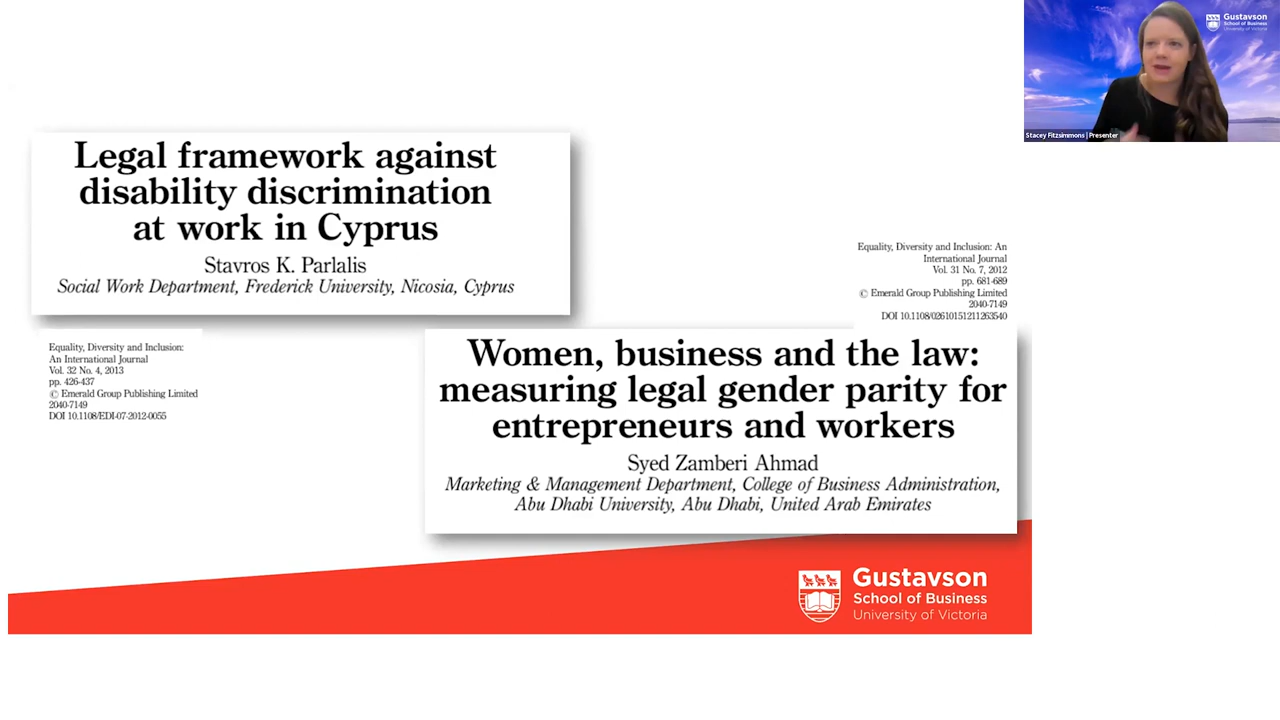 Gustavson
School of Business
University of Victoria
Stacey Fitzsimmons | Presenter
Legal framework against
disability discrimination
at work in Cyprus
Stavros K. Parlalis
Social Work Department, Frederick University, Nicosia, Cyprus
Equality, Diversity and Inclusion:
An International Journal
Vol. 32 No. 4, 2013
pp. 426-437
© Emerald Group Publishing Limited
2040-7149
DOI 10.1108/EDI-07-2012-0055
Equality, Diversity and Inclusion: An
International Journal
Vol. 31 No. 7, 2012
pp. 681-689
© Emerald Group Publishing Limited
2040-7149
DOI 10.1108/02610151211263540
Women, business and the law:
measuring legal gender parity for
entrepreneurs and workers
Syed Zamberi Ahmad
Marketing & Management Department, College of Business Administration,
Abu Dhabi University, Abu Dhabi, United Arab Emirates
Gustavson
School of Business
University of Victoria